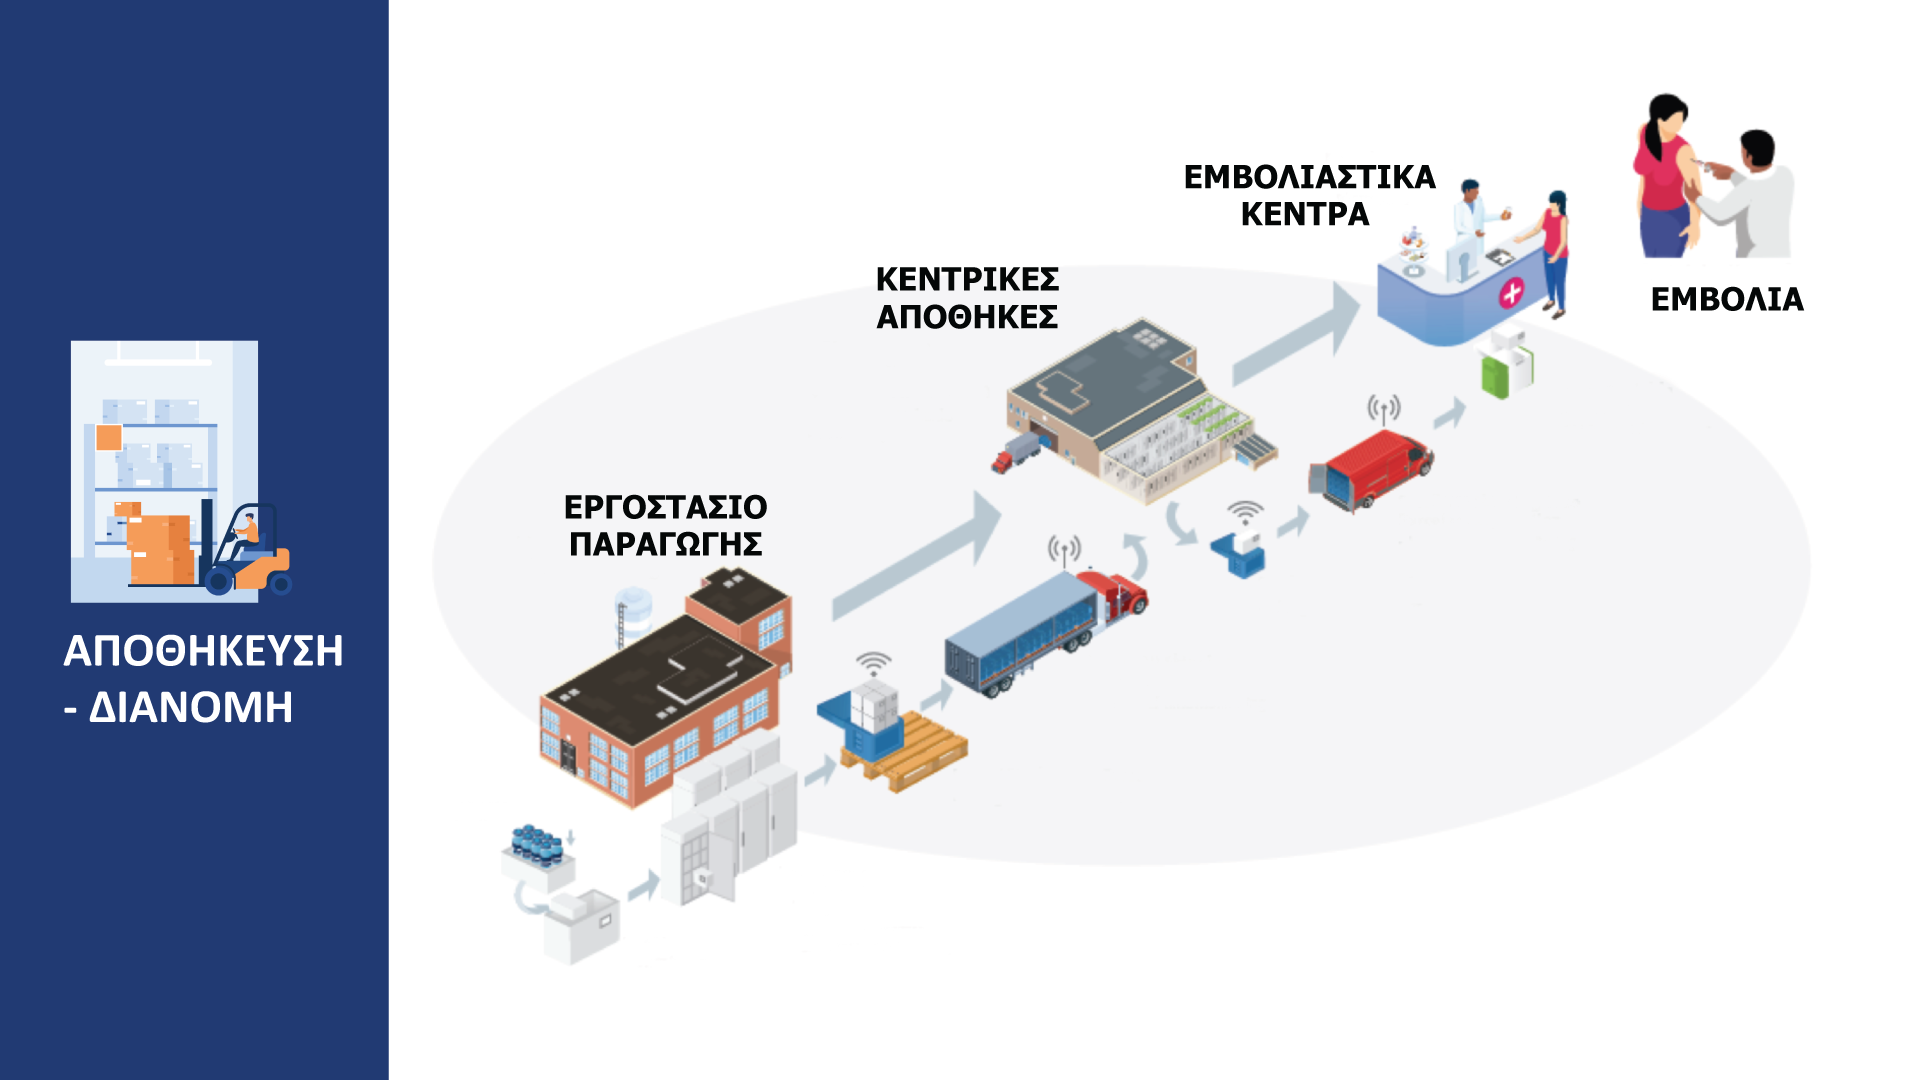 ΑΠΟΘΗΚΕΥΣΗ
- ΔΙΑΝΟΜΗ
ΕΡΓΟΣΤΑΣΙΟ
ΠΑΡΑΓΩΓΗΣ
ΚΕΝΤΡΙΚΕΣ
ΑΠΟΘΗΚΕΣ
ΕΜΒΟΛΙΑΣΤΙΚΑ
ΚΕΝΤΡΑ
ΕΜΒΟΛΙΑ